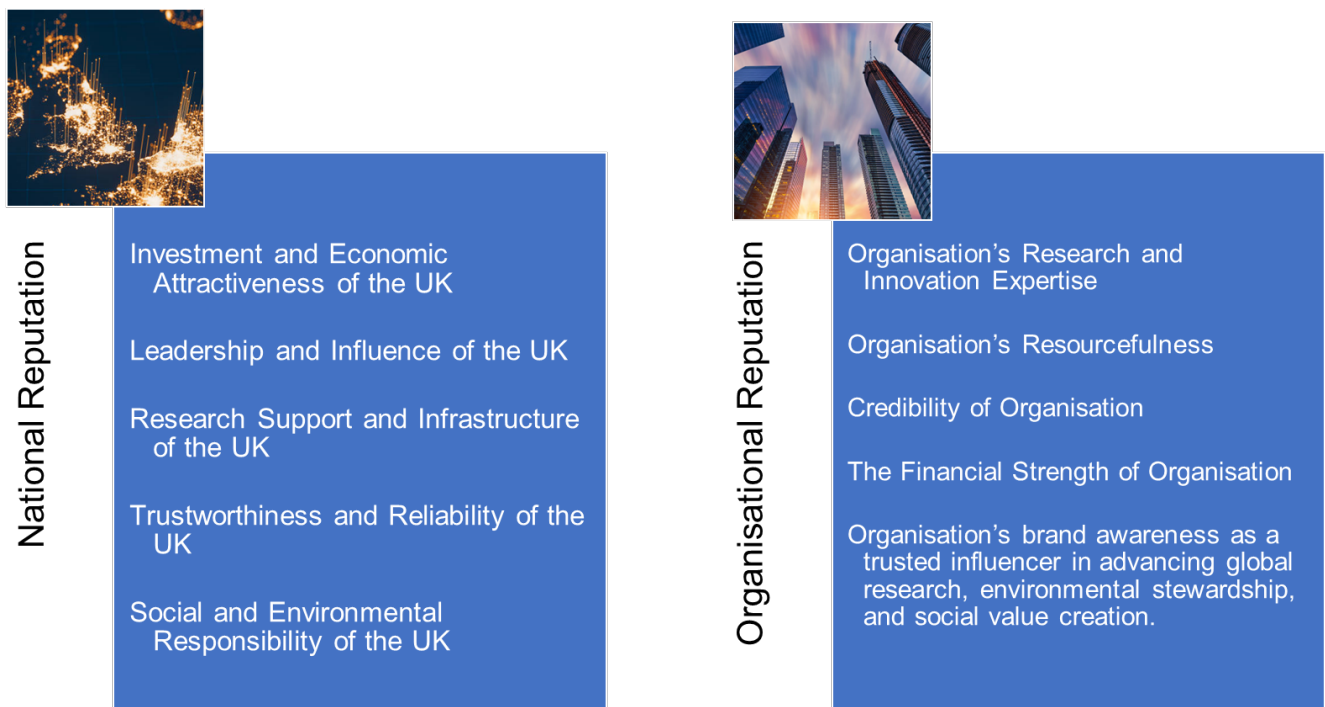 National Reputation
Investment and Economic
Attractiveness of the UK
Leadership and Influence of the UK
Research Support and Infrastructure
of the UK
Trustworthiness and Reliability of the
UK
Social and Environmental
Responsibility of the UK
Organisational Reputation
Organisation’s Research and
Innovation Expertise
Organisation’s Resourcefulness
Credibility of Organisation
The Financial Strength of Organisation
Organisation’s brand awareness as a
trusted influencer in advancing global
research, environmental stewardship,
and social value creation.